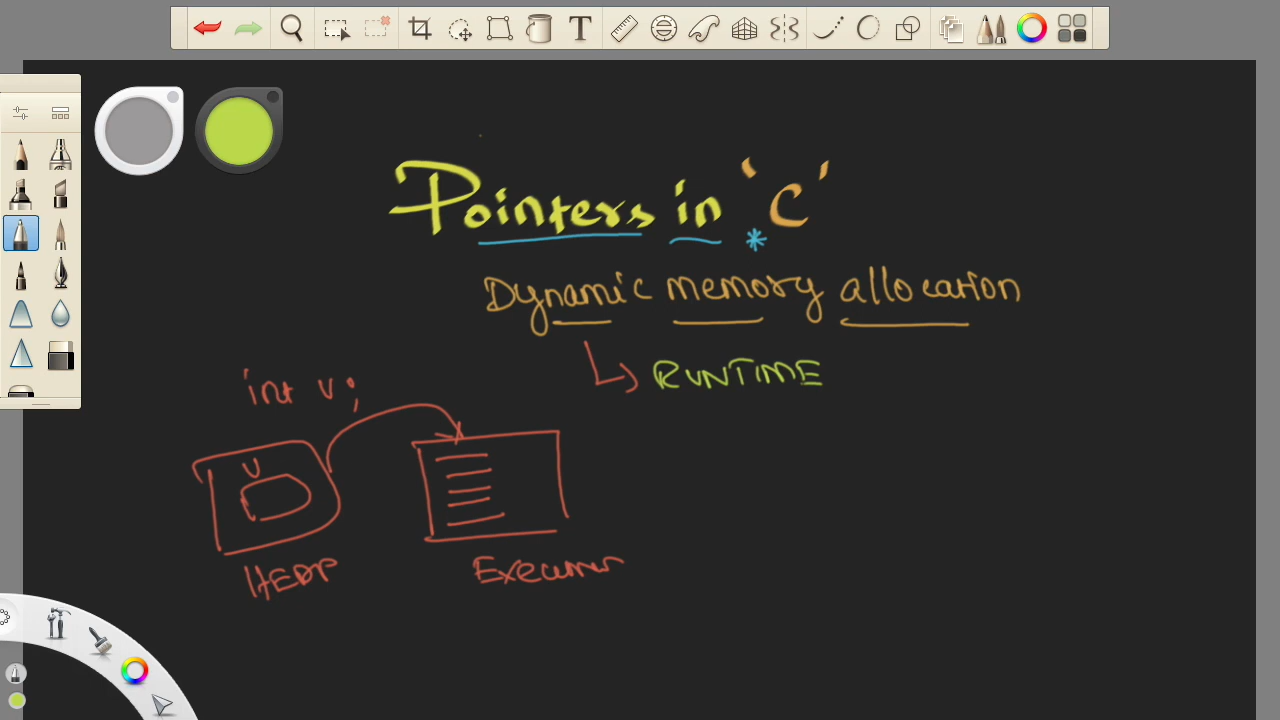 Pointers in 'C'
*
Dynamic memory allocation
RUNTIME
int v;
v
HEAP